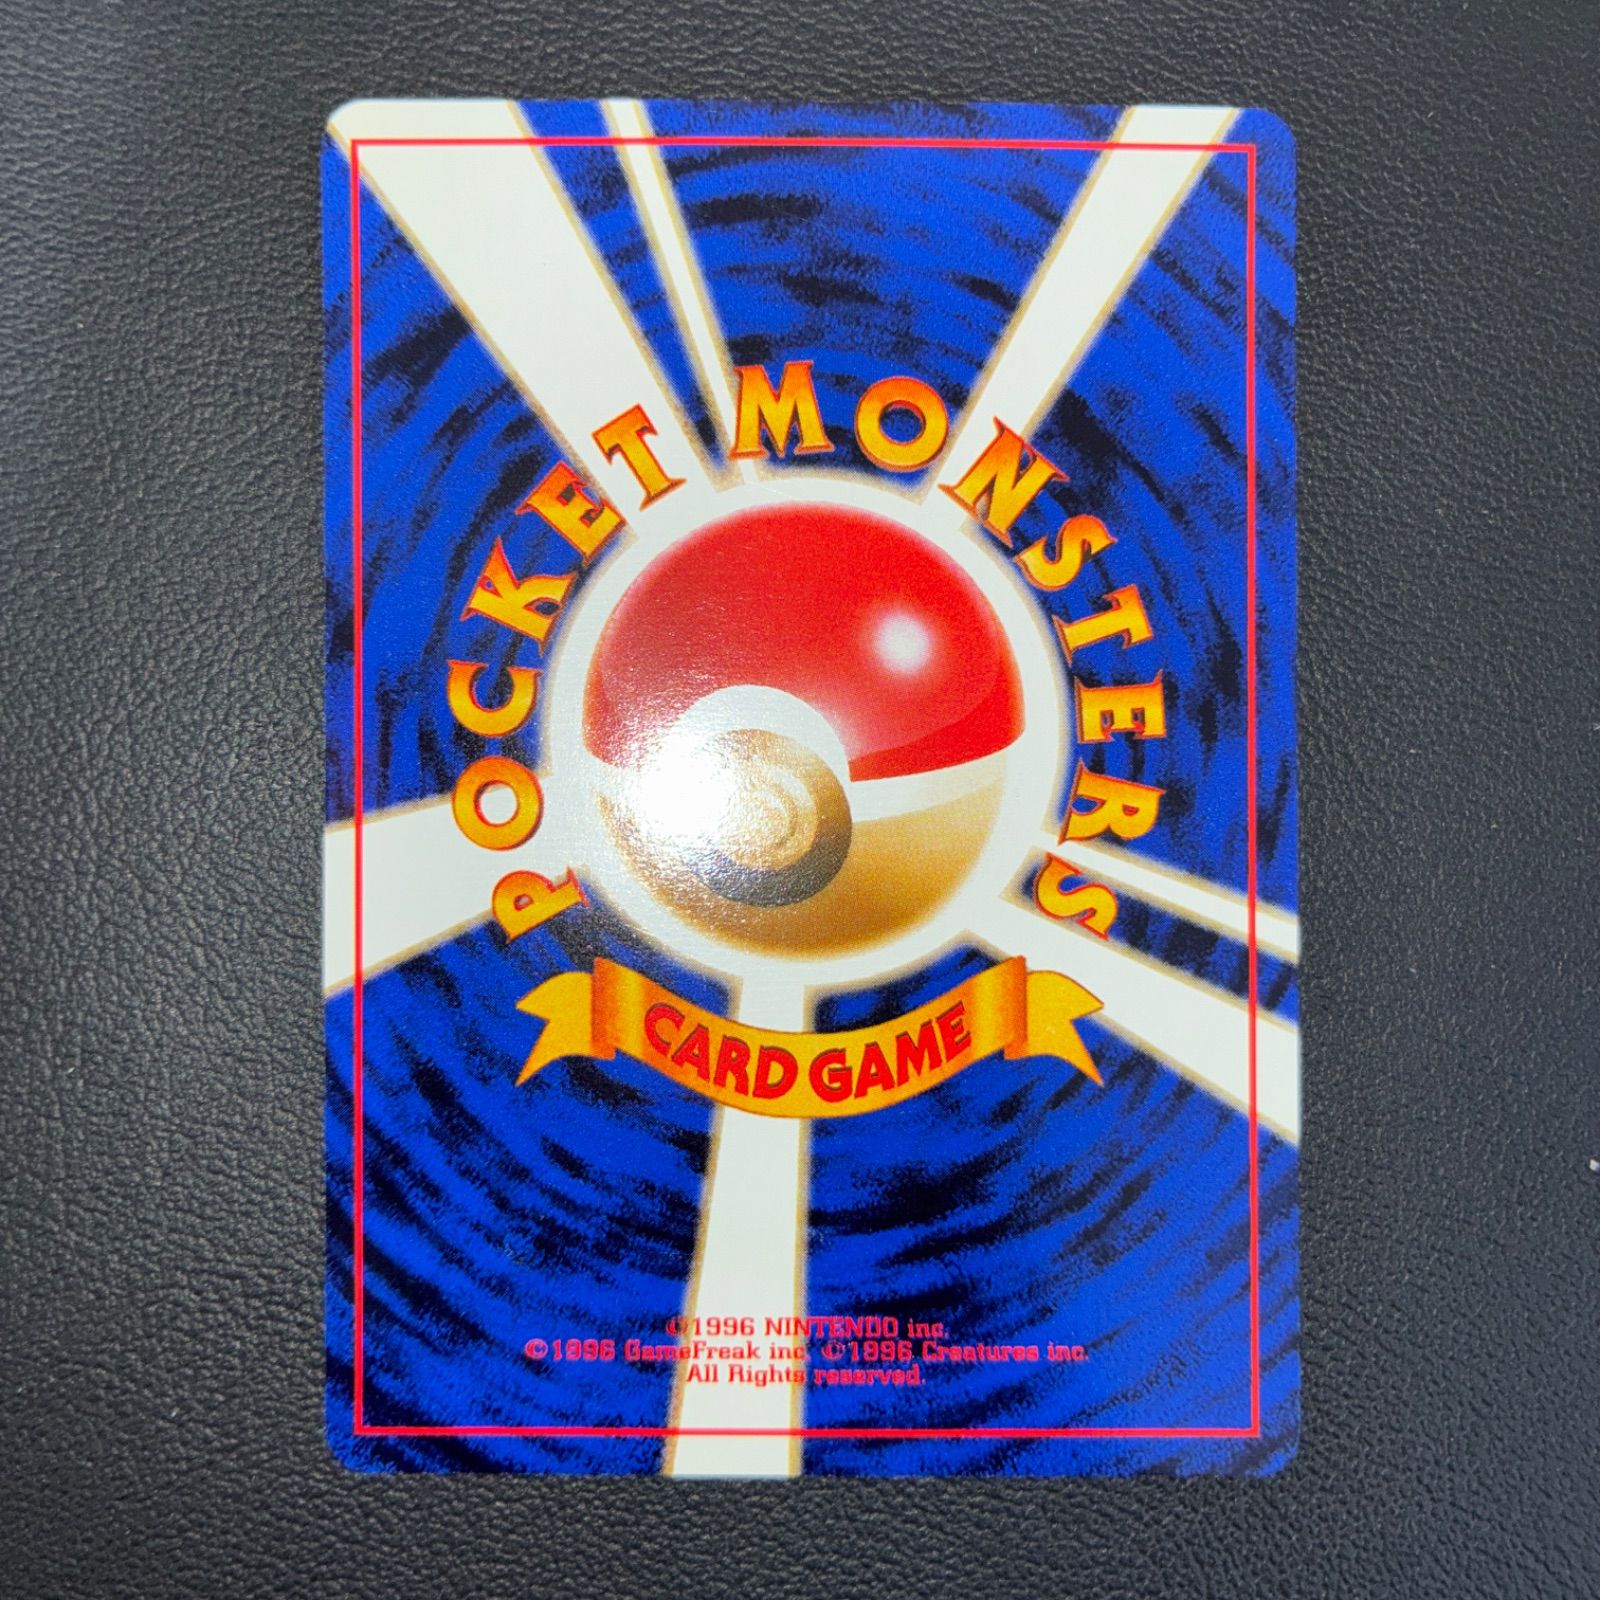 POCKET MONSTERS
CARD GAME
©1996 NINTENDO inc.
©1996 GameFreak inc. ©1996 Creatures inc.
All Rights reserved.